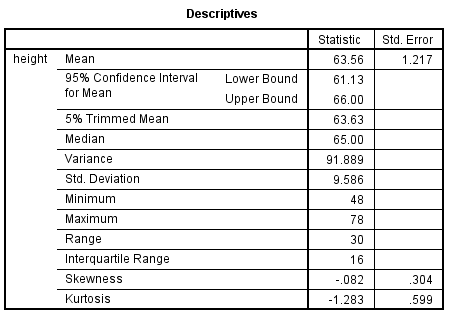 Descriptives
Statistic Std. Error
height Mean 63.56 1.217
95% Confidence Interval Lower Bound 61.13
for Mean Upper Bound 66.00
5% Trimmed Mean 63.63
Median 65.00
Variance 91.889
Std. Deviation 9.586
Minimum 48
Maximum 78
Range 30
Interquartile Range 16
Skewness -.082 .304
Kurtosis -1.283 .599